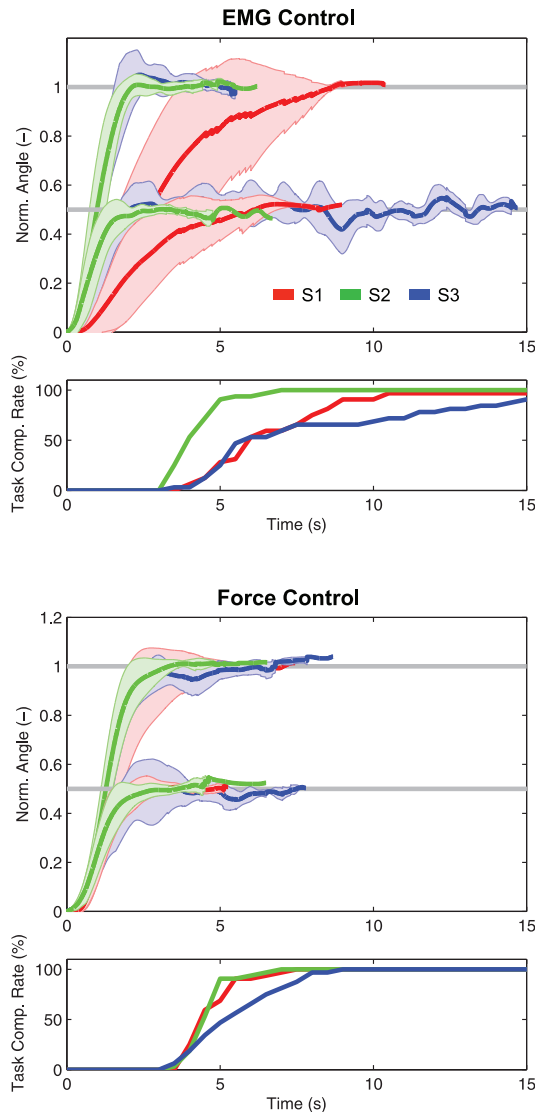 EMG Control
Norm. Angle (–)
1
0.8
0.6
0.4
0.2
0
S1 S2 S3
0 5 10 15
Task Comp. Rate (%)
100
50
0
0 5 10 15
Time (s)
Force Control
Norm. Angle (–)
1.2
1
0.8
0.6
0.4
0.2
0
0 5 10 15
Task Comp. Rate (%)
100
50
0
0 5 10 15
Time (s)